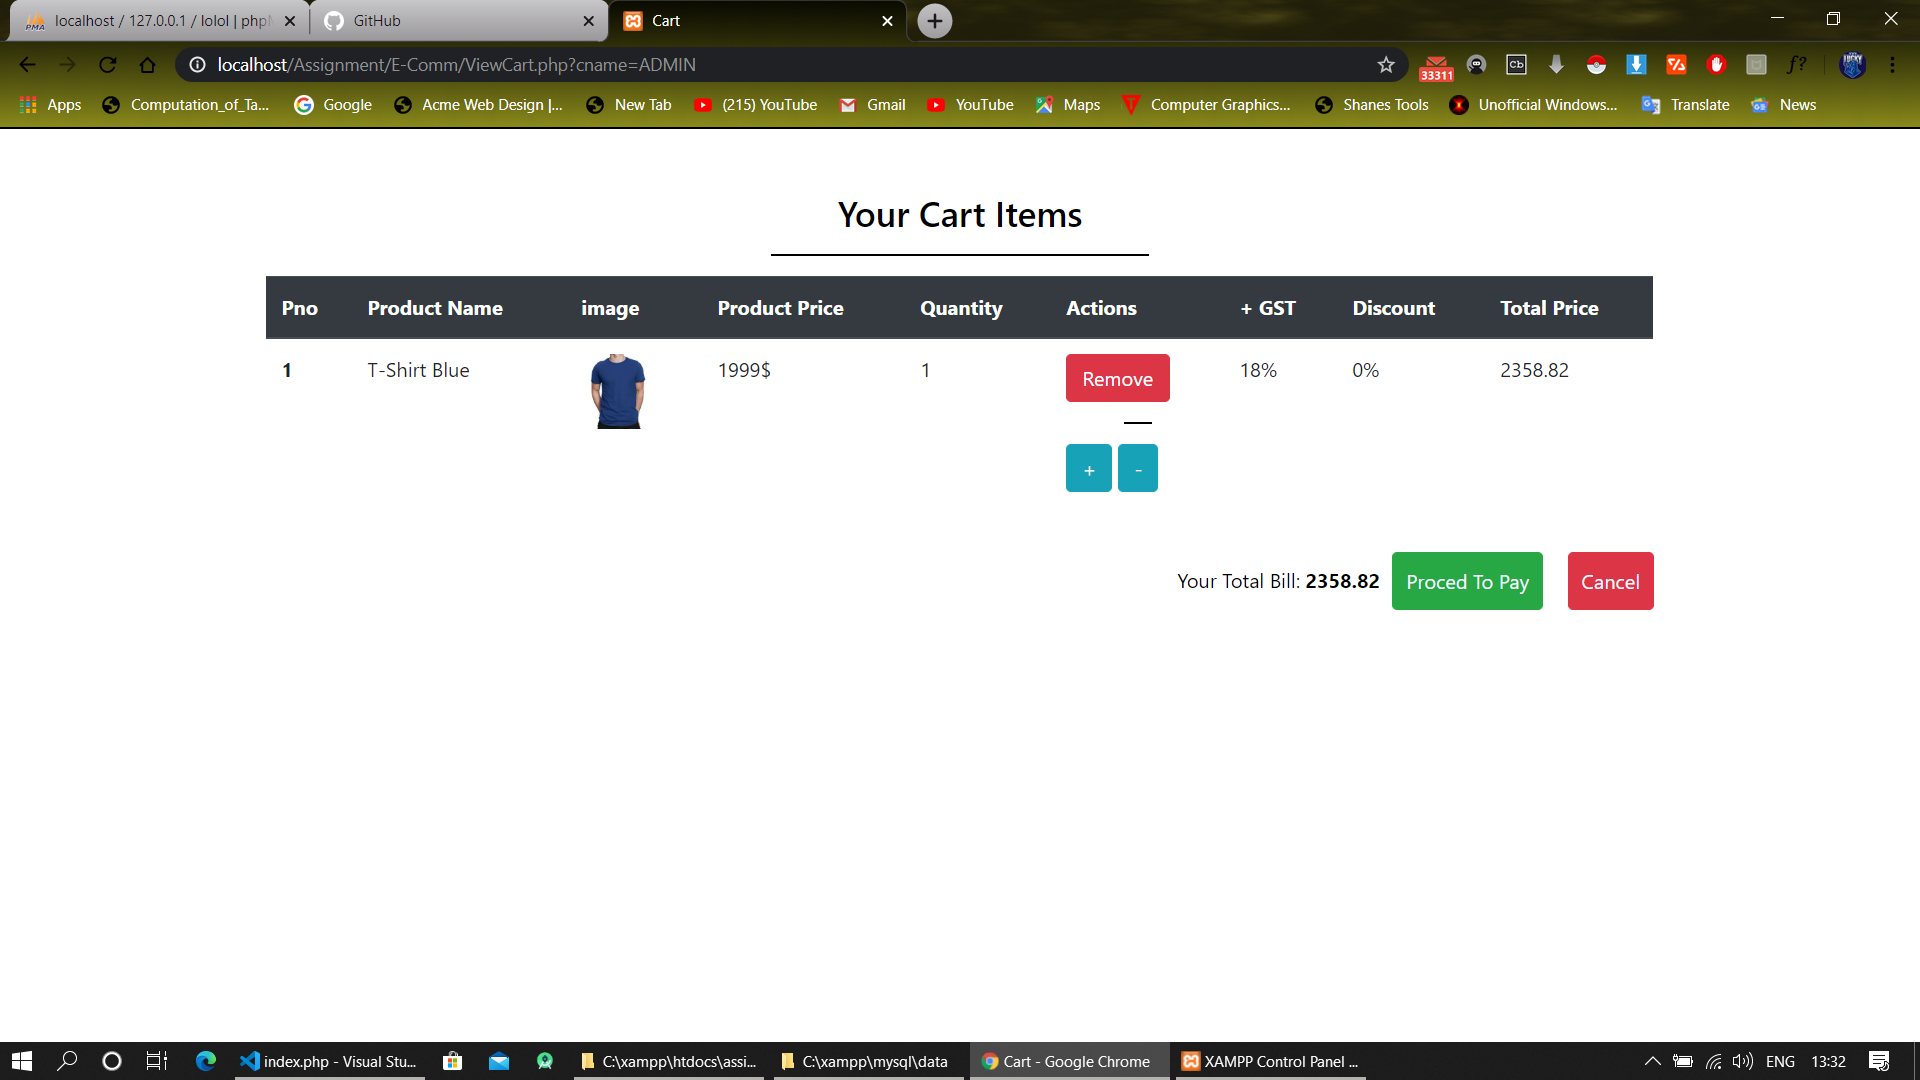 localhost / 127.0.0.1 / lolol | php
GitHub
Cart
localhost/Assignment/E-Comm/ViewCart.php?cname=ADMIN
33311
Cb
ƒ?
Apps
Computation_of_Ta...
Google
Acme Web Design |...
New Tab
(215) YouTube
Gmail
YouTube
Maps
Computer Graphics...
Shanes Tools
Unofficial Windows...
Translate
News
Your Cart Items
Pno Product Name image Product Price Quantity Actions + GST Discount Total Price
1 T-Shirt Blue 1999$ 1 Remove 18% 0% 2358.82
+ -
Your Total Bill: 2358.82 Proced To Pay Cancel
index.php - Visual Stu...
C:\xampp\htdocs\assi...
C:\xampp\mysql\data
Cart - Google Chrome
XAMPP Control Panel ...
ENG
13:32